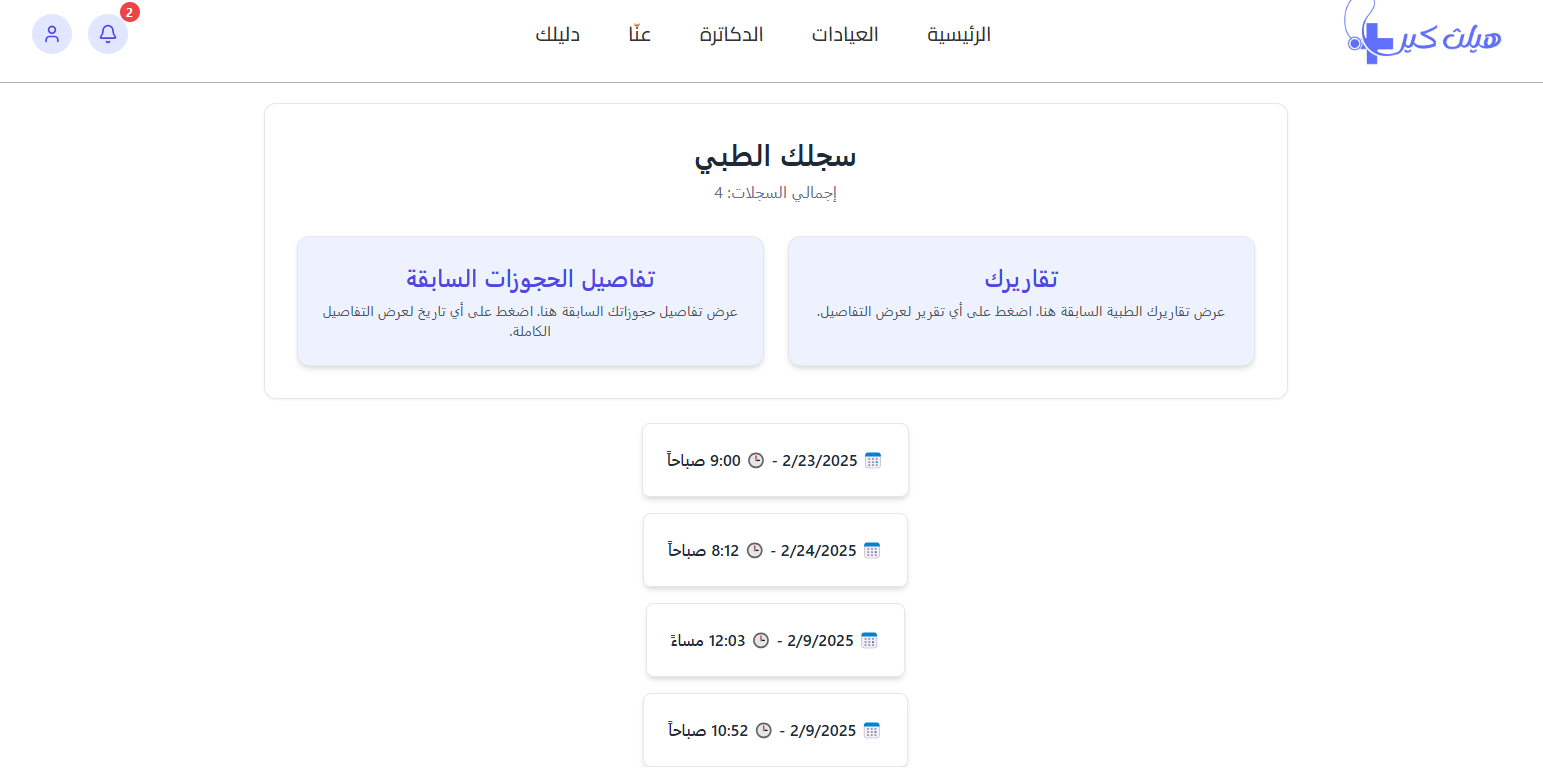 هيلث كير
الرئيسية
العيادات
الدكاترة
عنّا
دليلك
2
سجلك الطبي
إجمالي السجلات: 4
تقاريرك
عرض تقاريرك الطبية السابقة هنا. اضغط على أي تقرير لعرض التفاصيل.
تفاصيل الحجوزات السابقة
عرض تفاصيل حجوزاتك السابقة هنا. اضغط على أي تاريخ لعرض التفاصيل
الكاملة.
2/23/2025 - 9:00 صباحاً
2/24/2025 - 8:12 صباحاً
2/9/2025 - 12:03 مساءً
2/9/2025 - 10:52 صباحاً